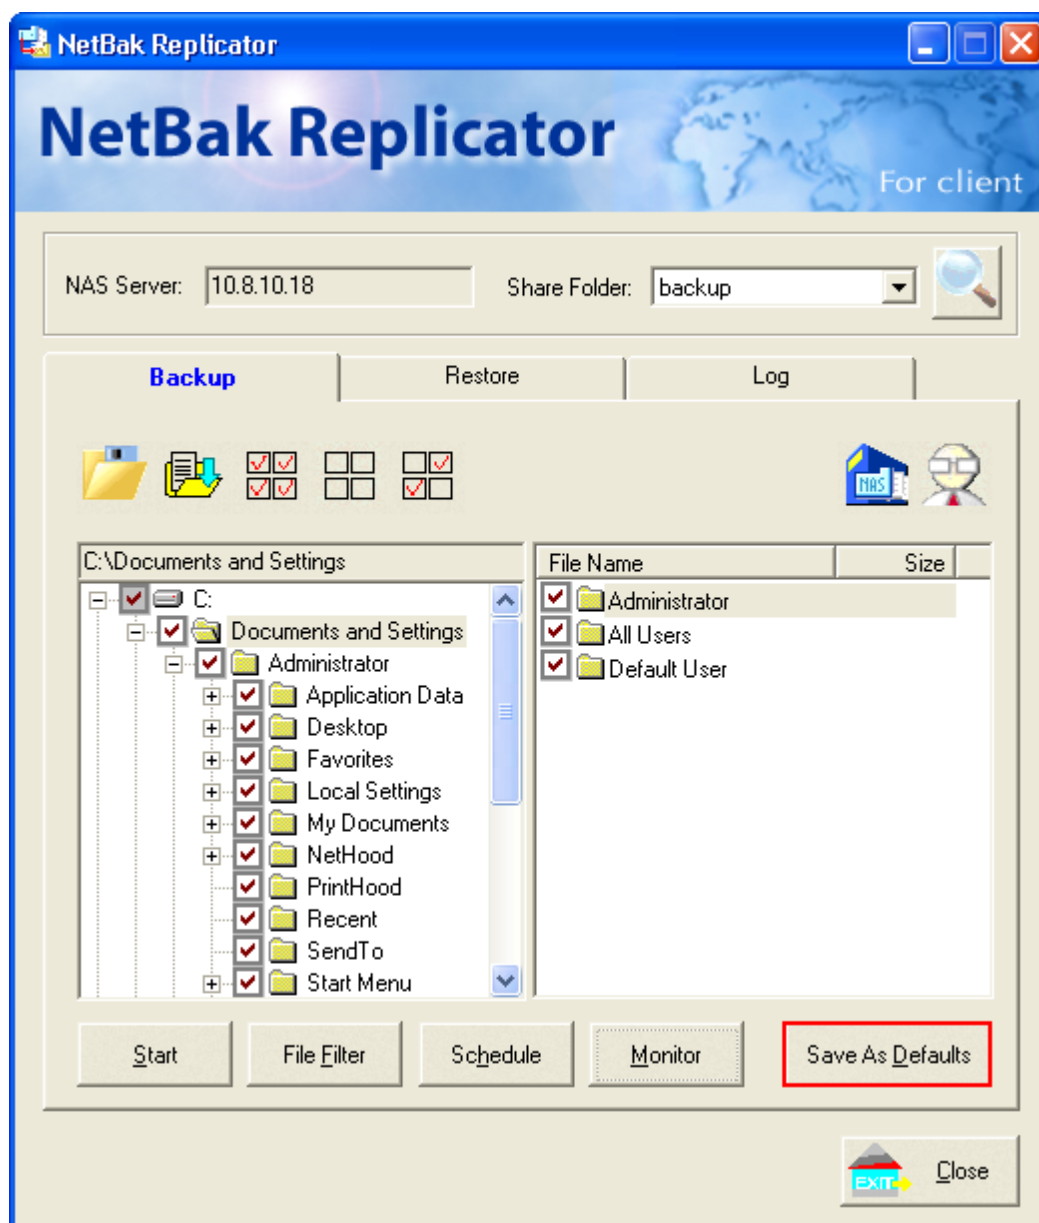 NetBak Replicator
NetBak Replicator
For client
NAS Server: 10.8.10.18 Share Folder: backup
Backup Restore Log
NAS
C:\Documents and Settings
File Name Size
C:
Documents and Settings
Administrator
Application Data
Desktop
Favorites
Local Settings
My Documents
NetHood
PrintHood
Recent
SendTo
Start Menu
Administrator
All Users
Default User
Start File Filter Schedule Monitor Save As Defaults
EXIT Close